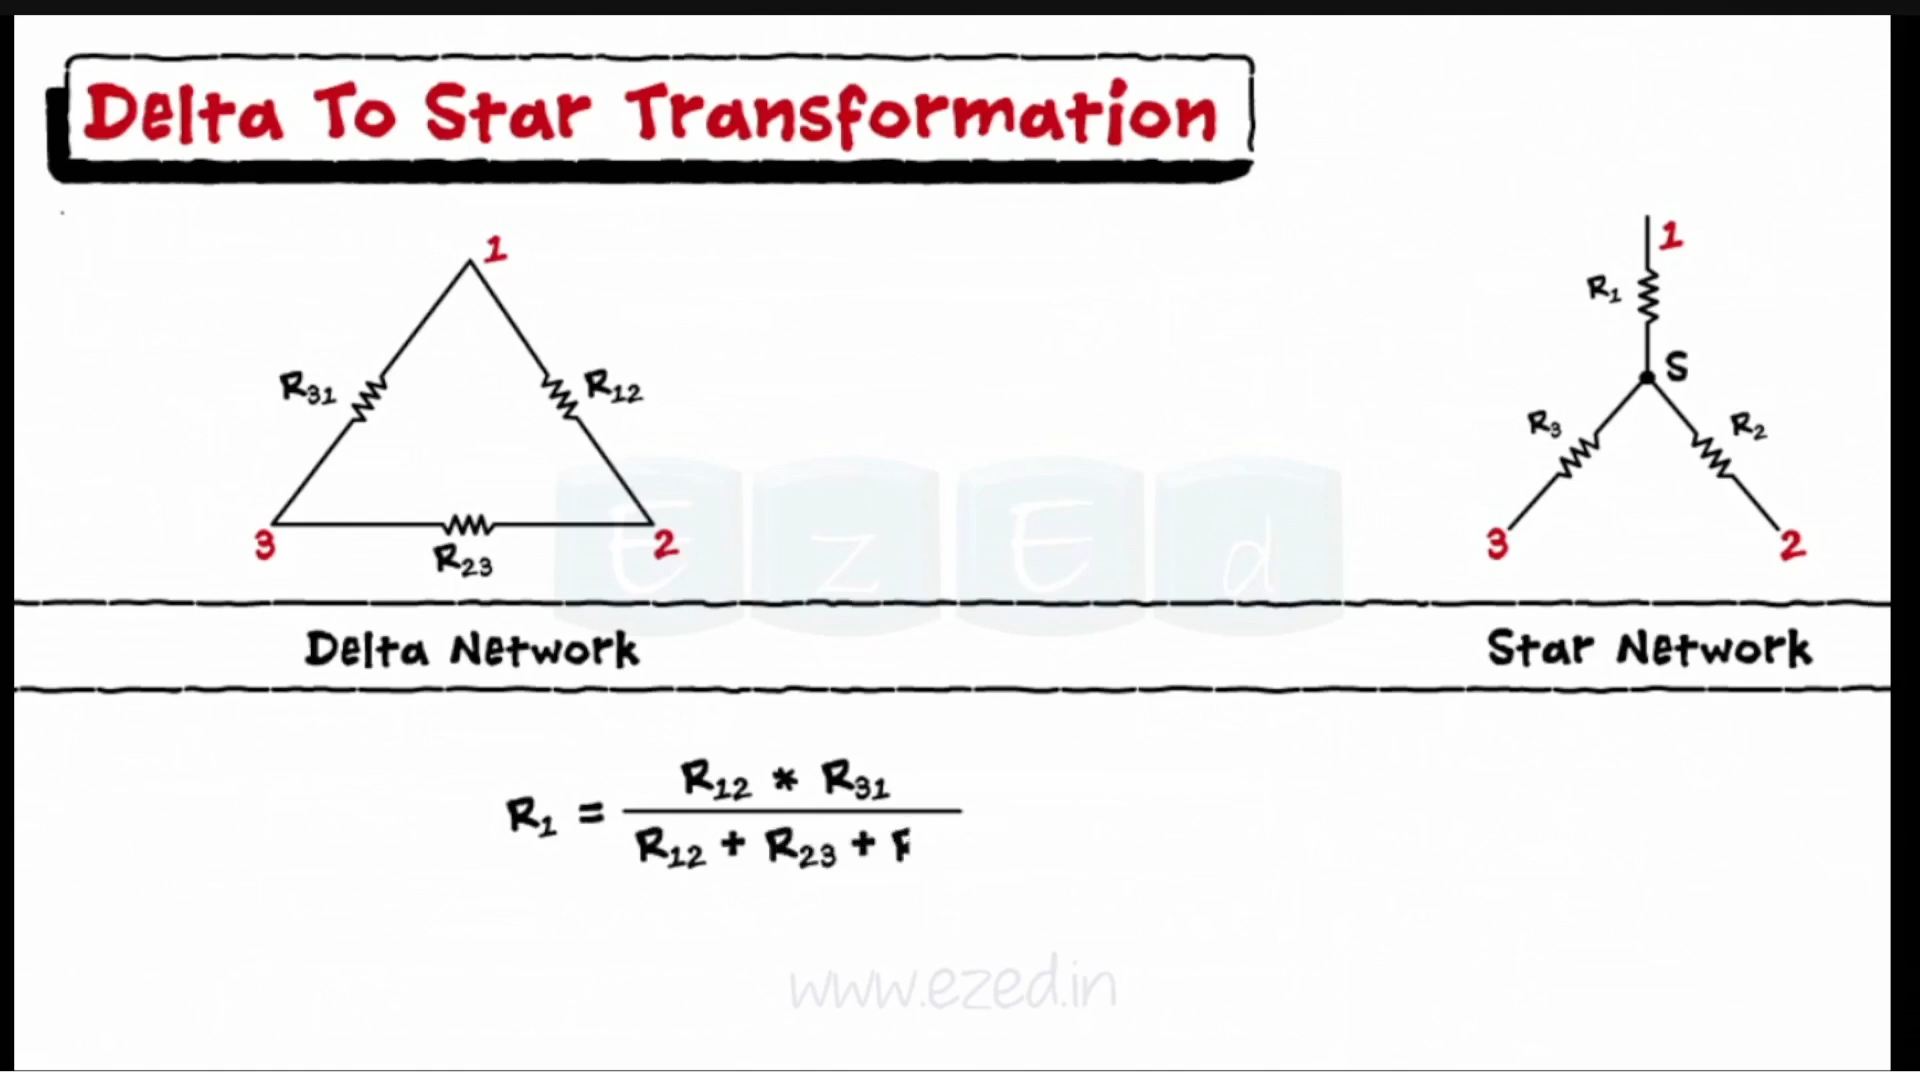 Delta To Star Transformation
1
R31
R12
3
R23
2
1
R1
S
R3
R2
3
2
EzEd
Delta Network
Star Network
R1 = R12 * R31
R12 + R23 +
www.ezed.in